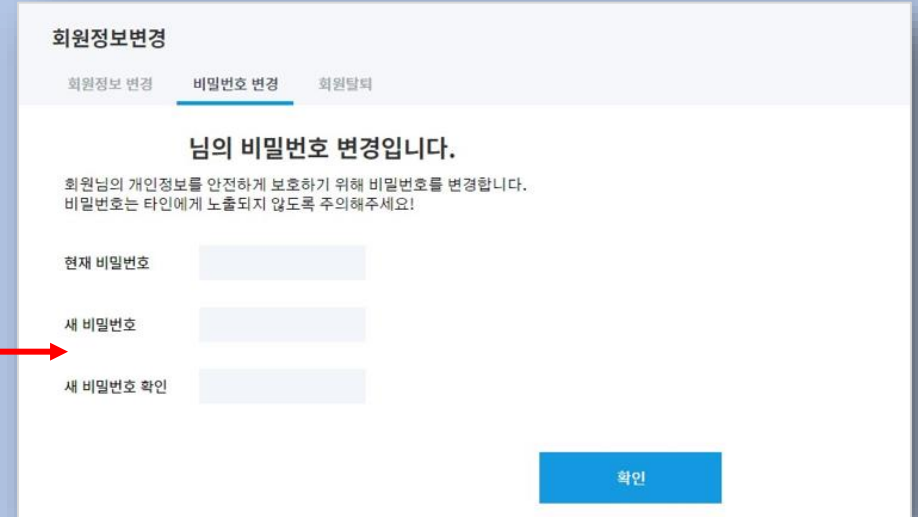 회원정보변경
회원정보 변경 비밀번호 변경 회원탈퇴
님의 비밀번호 변경입니다.
회원님의 개인정보를 안전하게 보호하기 위해 비밀번호를 변경합니다.
비밀번호는 타인에게 노출되지 않도록 주의해주세요!
현재 비밀번호
새 비밀번호
새 비밀번호 확인
확인